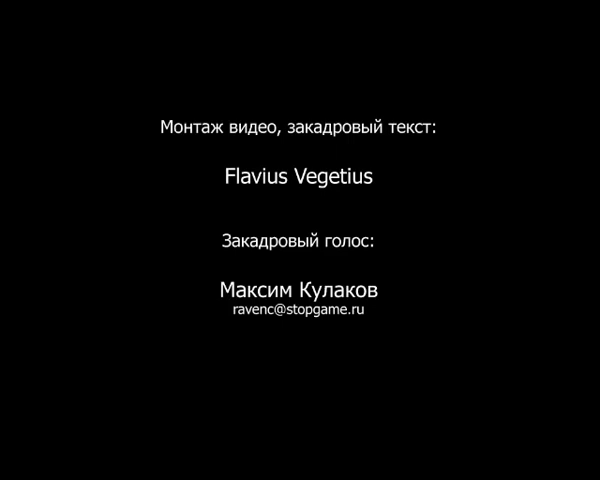 Монтаж видео, закадровый текст:
Flavius Vegetius
Закадровый голос:
Максим Кулаков
ravenc@stopgame.ru